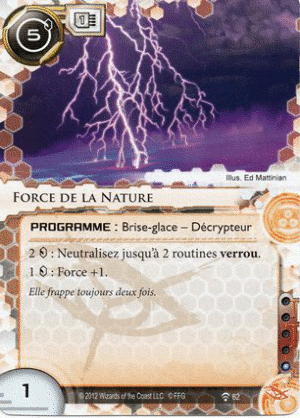 5
1
Illus. Ed Mattinian
FORCE DE LA NATURE
PROGRAMME : Brise-glace – Décrypteur
2 : Neutralisez jusqu'à 2 routines verrou.
1 : Force +1.
Elle frappe toujours deux fois.
1
© 2012 Wizards of the Coast LLC. © FFG
62